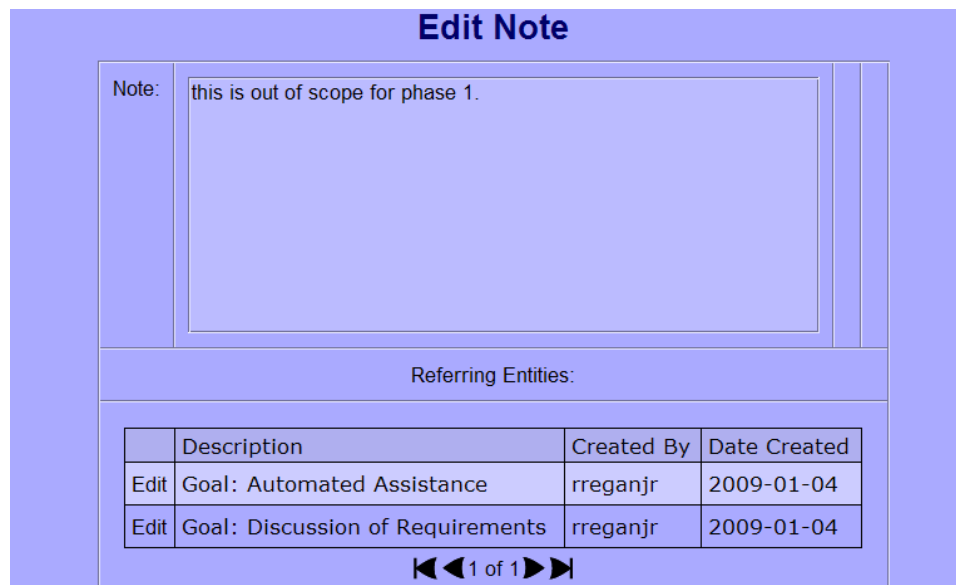 Edit Note
Note: this is out of scope for phase 1.
Referring Entities:
Description Created By Date Created
Edit Goal: Automated Assistance rreganjr 2009-01-04
Edit Goal: Discussion of Requirements rreganjr 2009-01-04
1 of 1